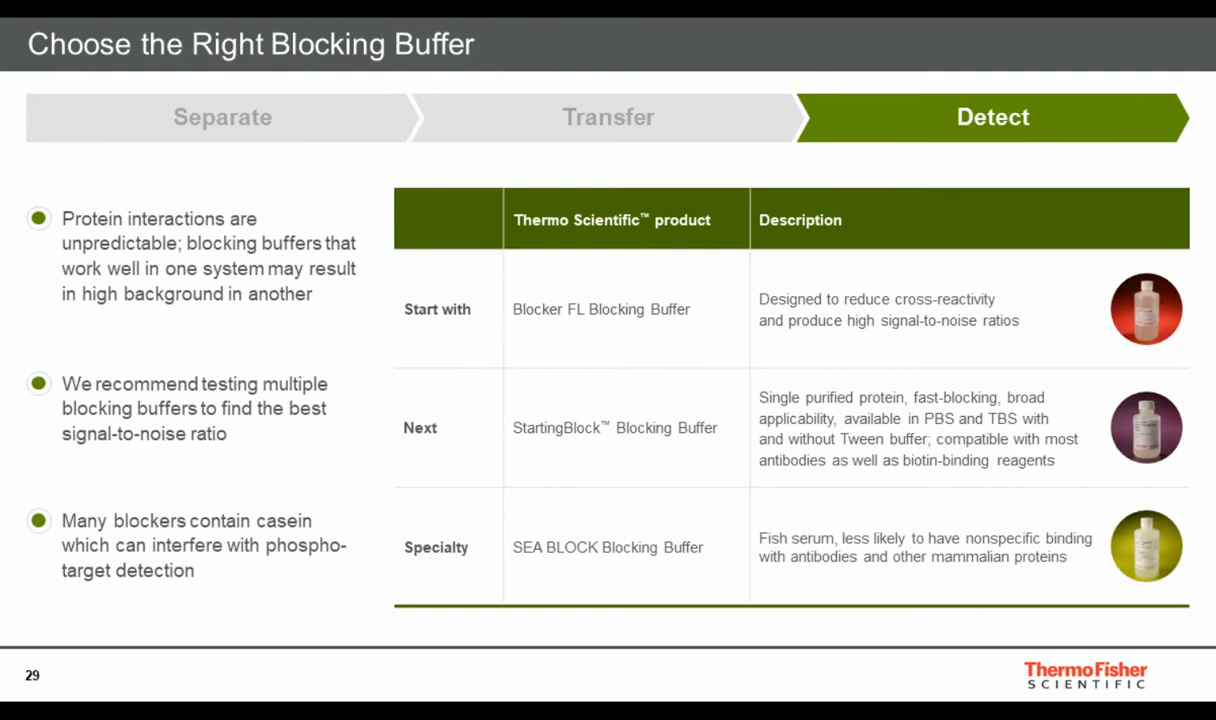 Choose the Right Blocking Buffer
Separate
Transfer
Detect
Protein interactions are
unpredictable; blocking buffers that
work well in one system may result
in high background in another
We recommend testing multiple
blocking buffers to find the best
signal-to-noise ratio
Many blockers contain casein
which can interfere with phospho-
target detection
Thermo Scientific™ product
Description
Start with
Blocker FL Blocking Buffer
Designed to reduce cross-reactivity
and produce high signal-to-noise ratios
Next
StartingBlock™ Blocking Buffer
Single purified protein, fast-blocking, broad
applicability, available in PBS and TBS with
and without Tween buffer; compatible with most
antibodies as well as biotin-binding reagents
Specialty
SEA BLOCK Blocking Buffer
Fish serum, less likely to have nonspecific binding
with antibodies and other mammalian proteins
29
ThermoFisher
SCIENTIFIC